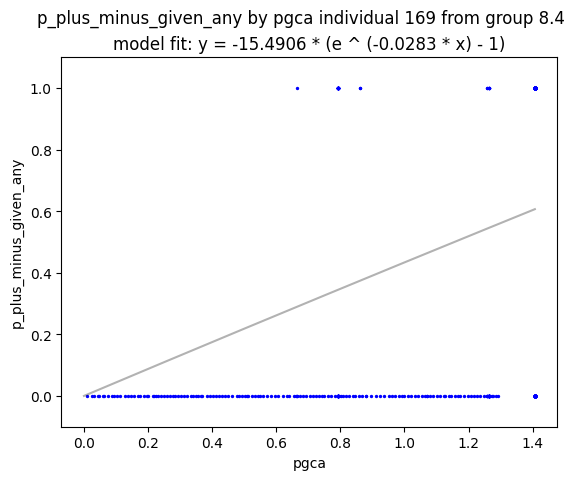 p_plus_minus_given_any by pgca individual 169 from group 8.4
model fit: y = -15.4906 * (e ^ (-0.0283 * x) - 1)
p_plus_minus_given_any
1.0
0.8
0.6
0.4
0.2
0.0
0.0 0.2 0.4 0.6 0.8 1.0 1.2 1.4
pgca